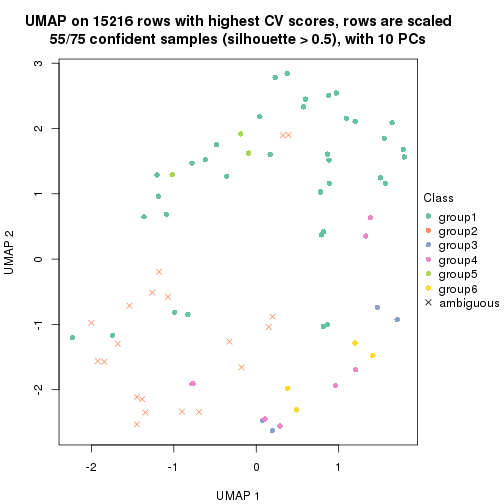 UMAP on 15216 rows with highest CV scores, rows are scaled
55/75 confident samples (silhouette > 0.5), with 10 PCs
3
2
1
0
-1
-2
UMAP 2
-2
-1
0
1
UMAP 1
Class
group1
group2
group3
group4
group5
group6
ambiguous